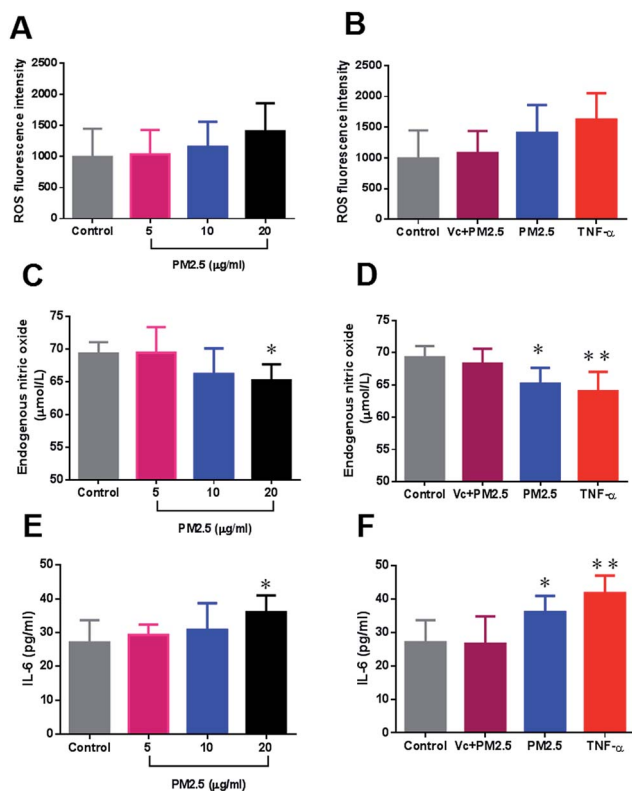 A
ROS fluorescence intensity
2500
2000
1500
1000
500
0
Control 5 10 20
PM2.5 (μg/ml)
B
ROS fluorescence intensity
2500
2000
1500
1000
500
0
Control Vc+PM2.5 PM2.5 TNF-α
C
Endogenous nitric oxide
(μmol/L)
75
70
65
60
55
50
*
Control 5 10 20
PM2.5 (μg/ml)
D
Endogenous nitric oxide
(μmol/L)
75
70
65
60
55
50
* **
Control Vc+PM2.5 PM2.5 TNF-α
E
IL-6 (pg/ml)
50
40
30
20
10
0
*
Control 5 10 20
PM2.5 (μg/ml)
F
IL-6 (pg/ml)
50
40
30
20
10
0
* **
Control Vc+PM2.5 PM2.5 TNF-α